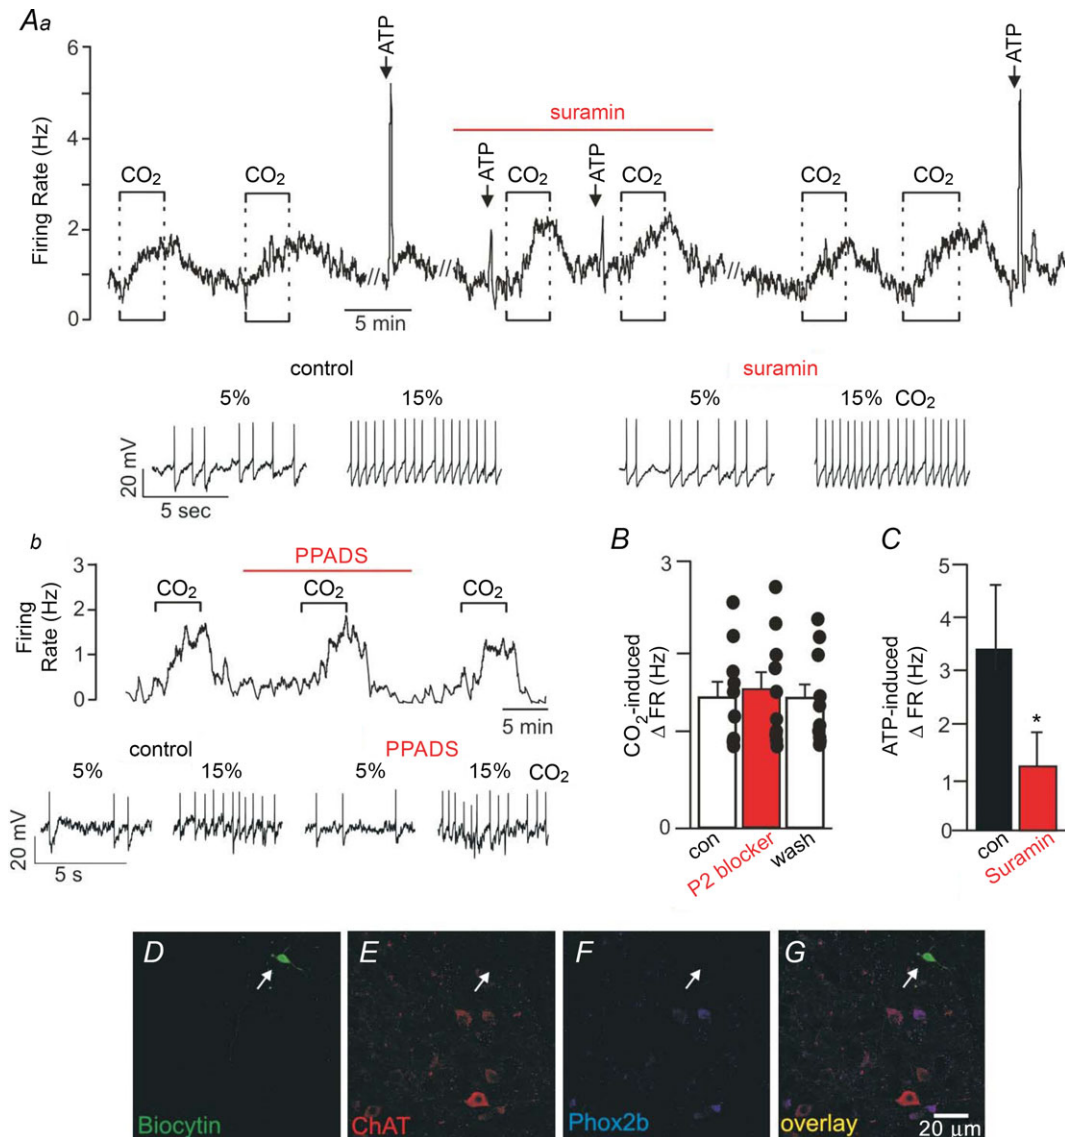 Aa
6
4
2
0
Firing Rate (Hz)
ATP
ATP
suramin
ATP
ATP
CO2
CO2
CO2
CO2
CO2
CO2
5 min
control
suramin
5%
15%
5%
15% CO2
20 mV
5 sec
b
3
2
1
0
Firing
Rate (Hz)
PPADS
CO2
CO2
CO2
5 min
control
PPADS
CO2
5%
15%
5%
15%
20 mV
5 s
B
3
0
CO2-induced
Δ FR (Hz)
con
P2 blocker
wash
C
5
4
3
2
1
0
ATP-induced
Δ FR (Hz)
*
con
Suramin
D
Biocytin
E
ChAT
F
Phox2b
G
overlay
20 μm